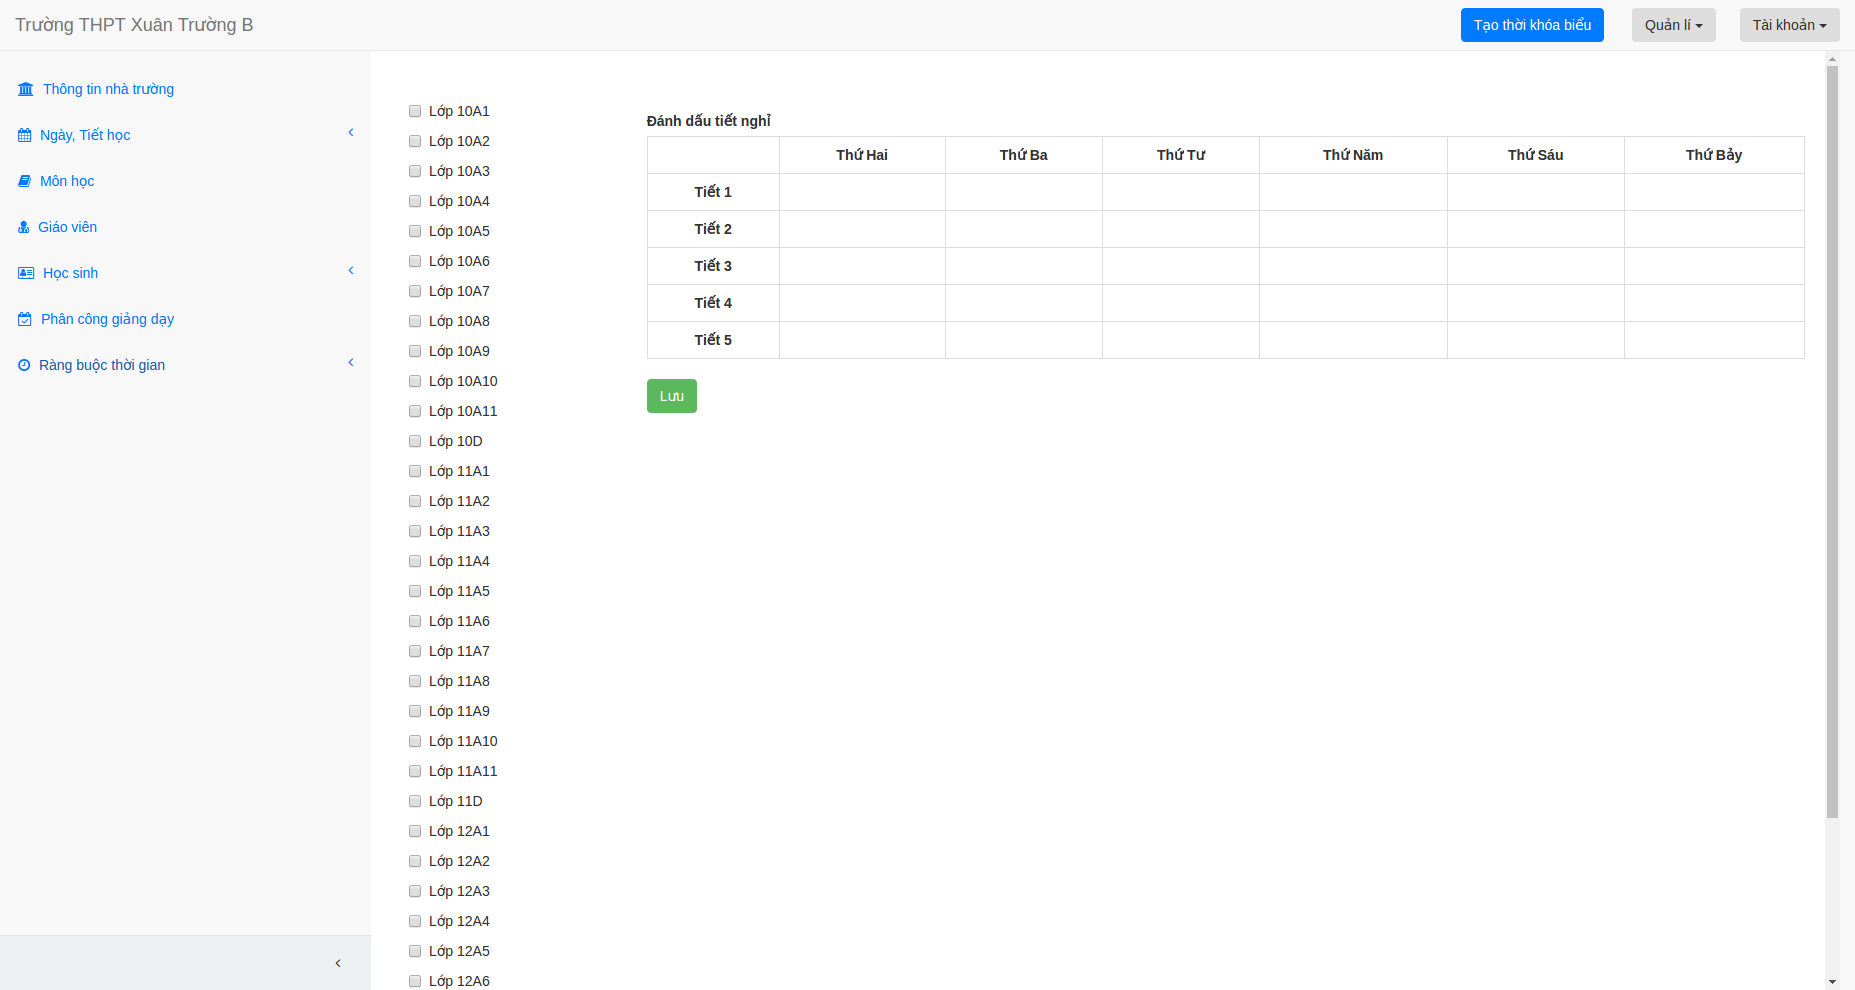 Trường THPT Xuân Trường B
Tạo thời khóa biểu
Quản lí
Tài khoản
Thông tin nhà trường
Ngày, Tiết học
Môn học
Giáo viên
Học sinh
Phân công giảng dạy
Ràng buộc thời gian
Lớp 10A1
Lớp 10A2
Lớp 10A3
Lớp 10A4
Lớp 10A5
Lớp 10A6
Lớp 10A7
Lớp 10A8
Lớp 10A9
Lớp 10A10
Lớp 10A11
Lớp 10D
Lớp 11A1
Lớp 11A2
Lớp 11A3
Lớp 11A4
Lớp 11A5
Lớp 11A6
Lớp 11A7
Lớp 11A8
Lớp 11A9
Lớp 11A10
Lớp 11A11
Lớp 11D
Lớp 12A1
Lớp 12A2
Lớp 12A3
Lớp 12A4
Lớp 12A5
Lớp 12A6
Đánh dấu tiết nghỉ
Thứ Hai Thứ Ba Thứ Tư Thứ Năm Thứ Sáu Thứ Bảy
Tiết 1
Tiết 2
Tiết 3
Tiết 4
Tiết 5
Lưu